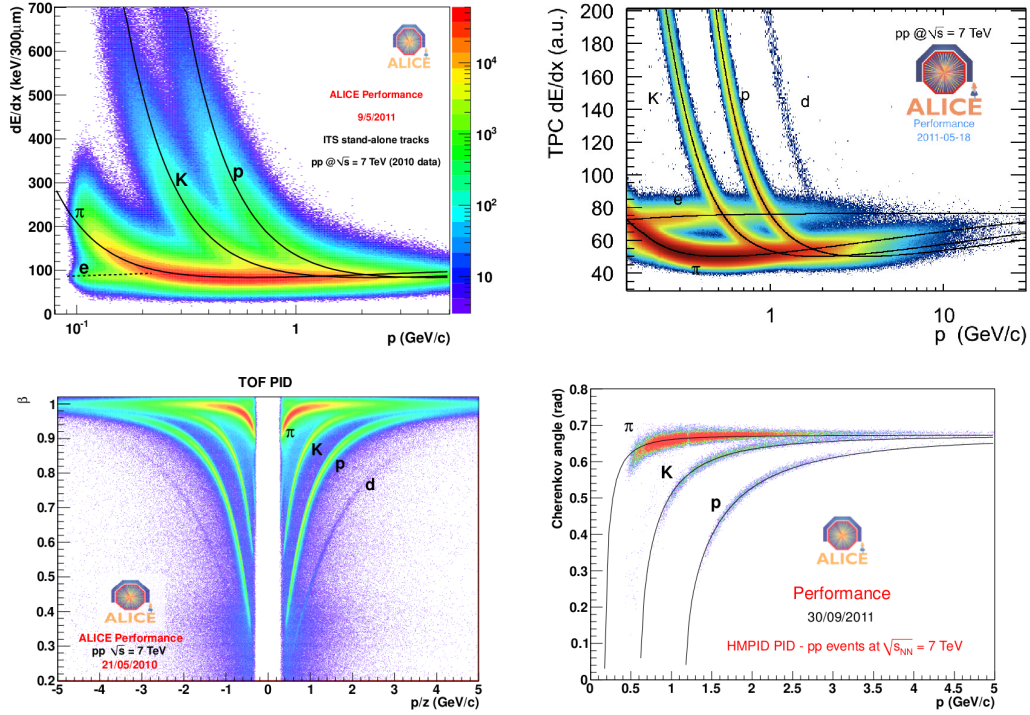 dE/dx (keV/300μm)
700
600
500
400
300
200
100
0
10⁻¹
1
p (GeV/c)
π
e
K
p
ALICE
ALICE Performance
9/5/2011
ITS stand-alone tracks
pp @ √s = 7 TeV (2010 data)
10⁴
10³
10²
10
TPC dE/dx (a.u.)
200
180
160
140
120
100
80
60
40
1
10
p (GeV/c)
K
p
d
e
π
pp @ √s = 7 TeV
ALICE
Performance
2011-05-18
TOF PID
β
1
0.9
0.8
0.7
0.6
0.5
0.4
0.3
0.2
-5 -4 -3 -2 -1 0 1 2 3 4 5
p/z (GeV/c)
π
K
p
d
ALICE
ALICE Performance
pp √s = 7 TeV
21/05/2010
Cherenkov angle (rad)
0.8
0.7
0.6
0.5
0.4
0.3
0.2
0.1
0
0 0.5 1 1.5 2 2.5 3 3.5 4 4.5 5
p (GeV/c)
π
K
p
ALICE
Performance
30/09/2011
HMPID PID - pp events at √sNN = 7 TeV